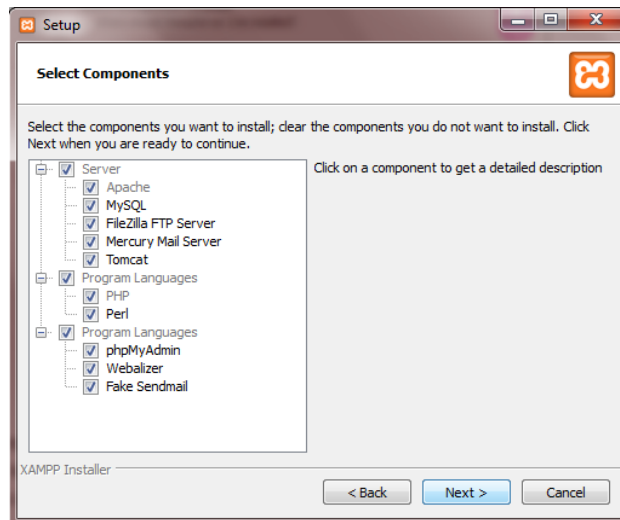 Setup
Select Components
Select the components you want to install; clear the components you do not want to install. Click
Next when you are ready to continue.
Server
Apache
MySQL
FileZilla FTP Server
Mercury Mail Server
Tomcat
Program Languages
PHP
Perl
Program Languages
phpMyAdmin
Webalizer
Fake Sendmail
Click on a component to get a detailed description
XAMPP Installer
< Back
Next >
Cancel